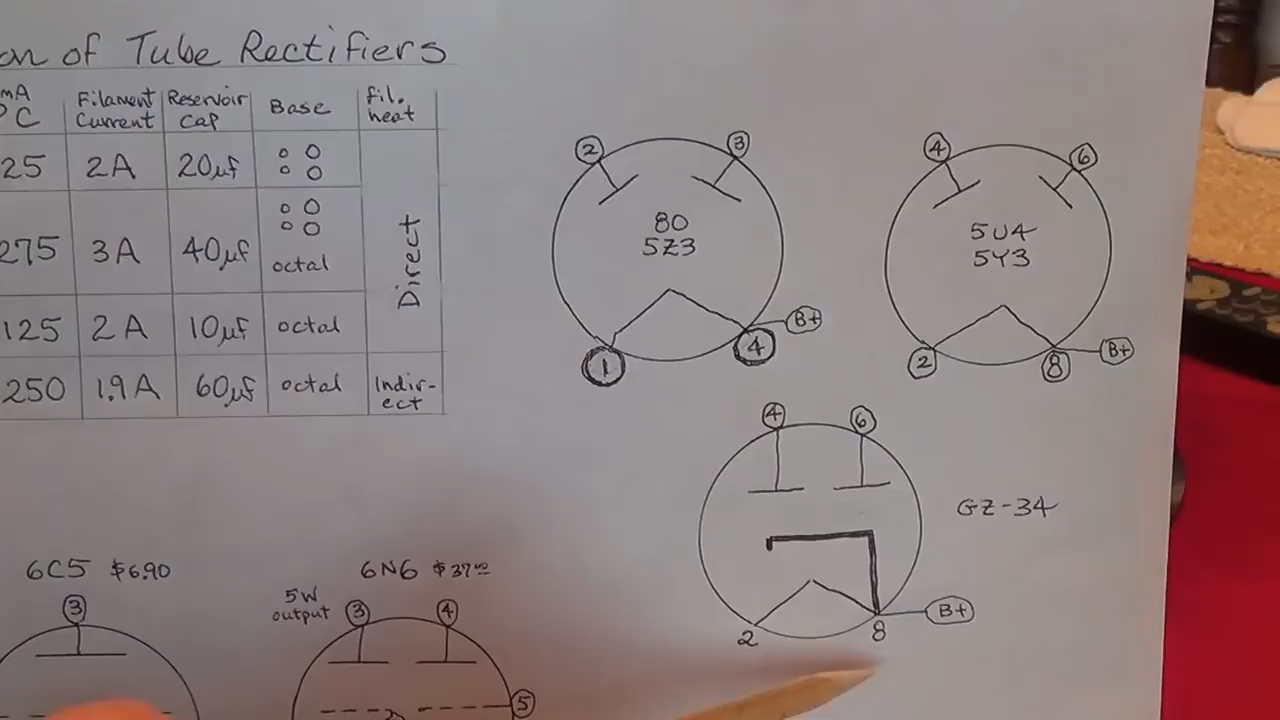 on of Tube Rectifiers
mA Filament Reservoir Base fil.
DC Current Cap heat
25 2A 20µf
275 3A 40µf octal Direct
125 2A 10µf octal
250 1.9A 60µf octal Indir-
ect
2 3
80
5Z3
B+
1 4
4 6
5U4
5Y3
B+
2 8
4 6
GZ-34
B+
2 8
6C5 $6.90
3
6N6 $37.00
5W
output
3 4
5